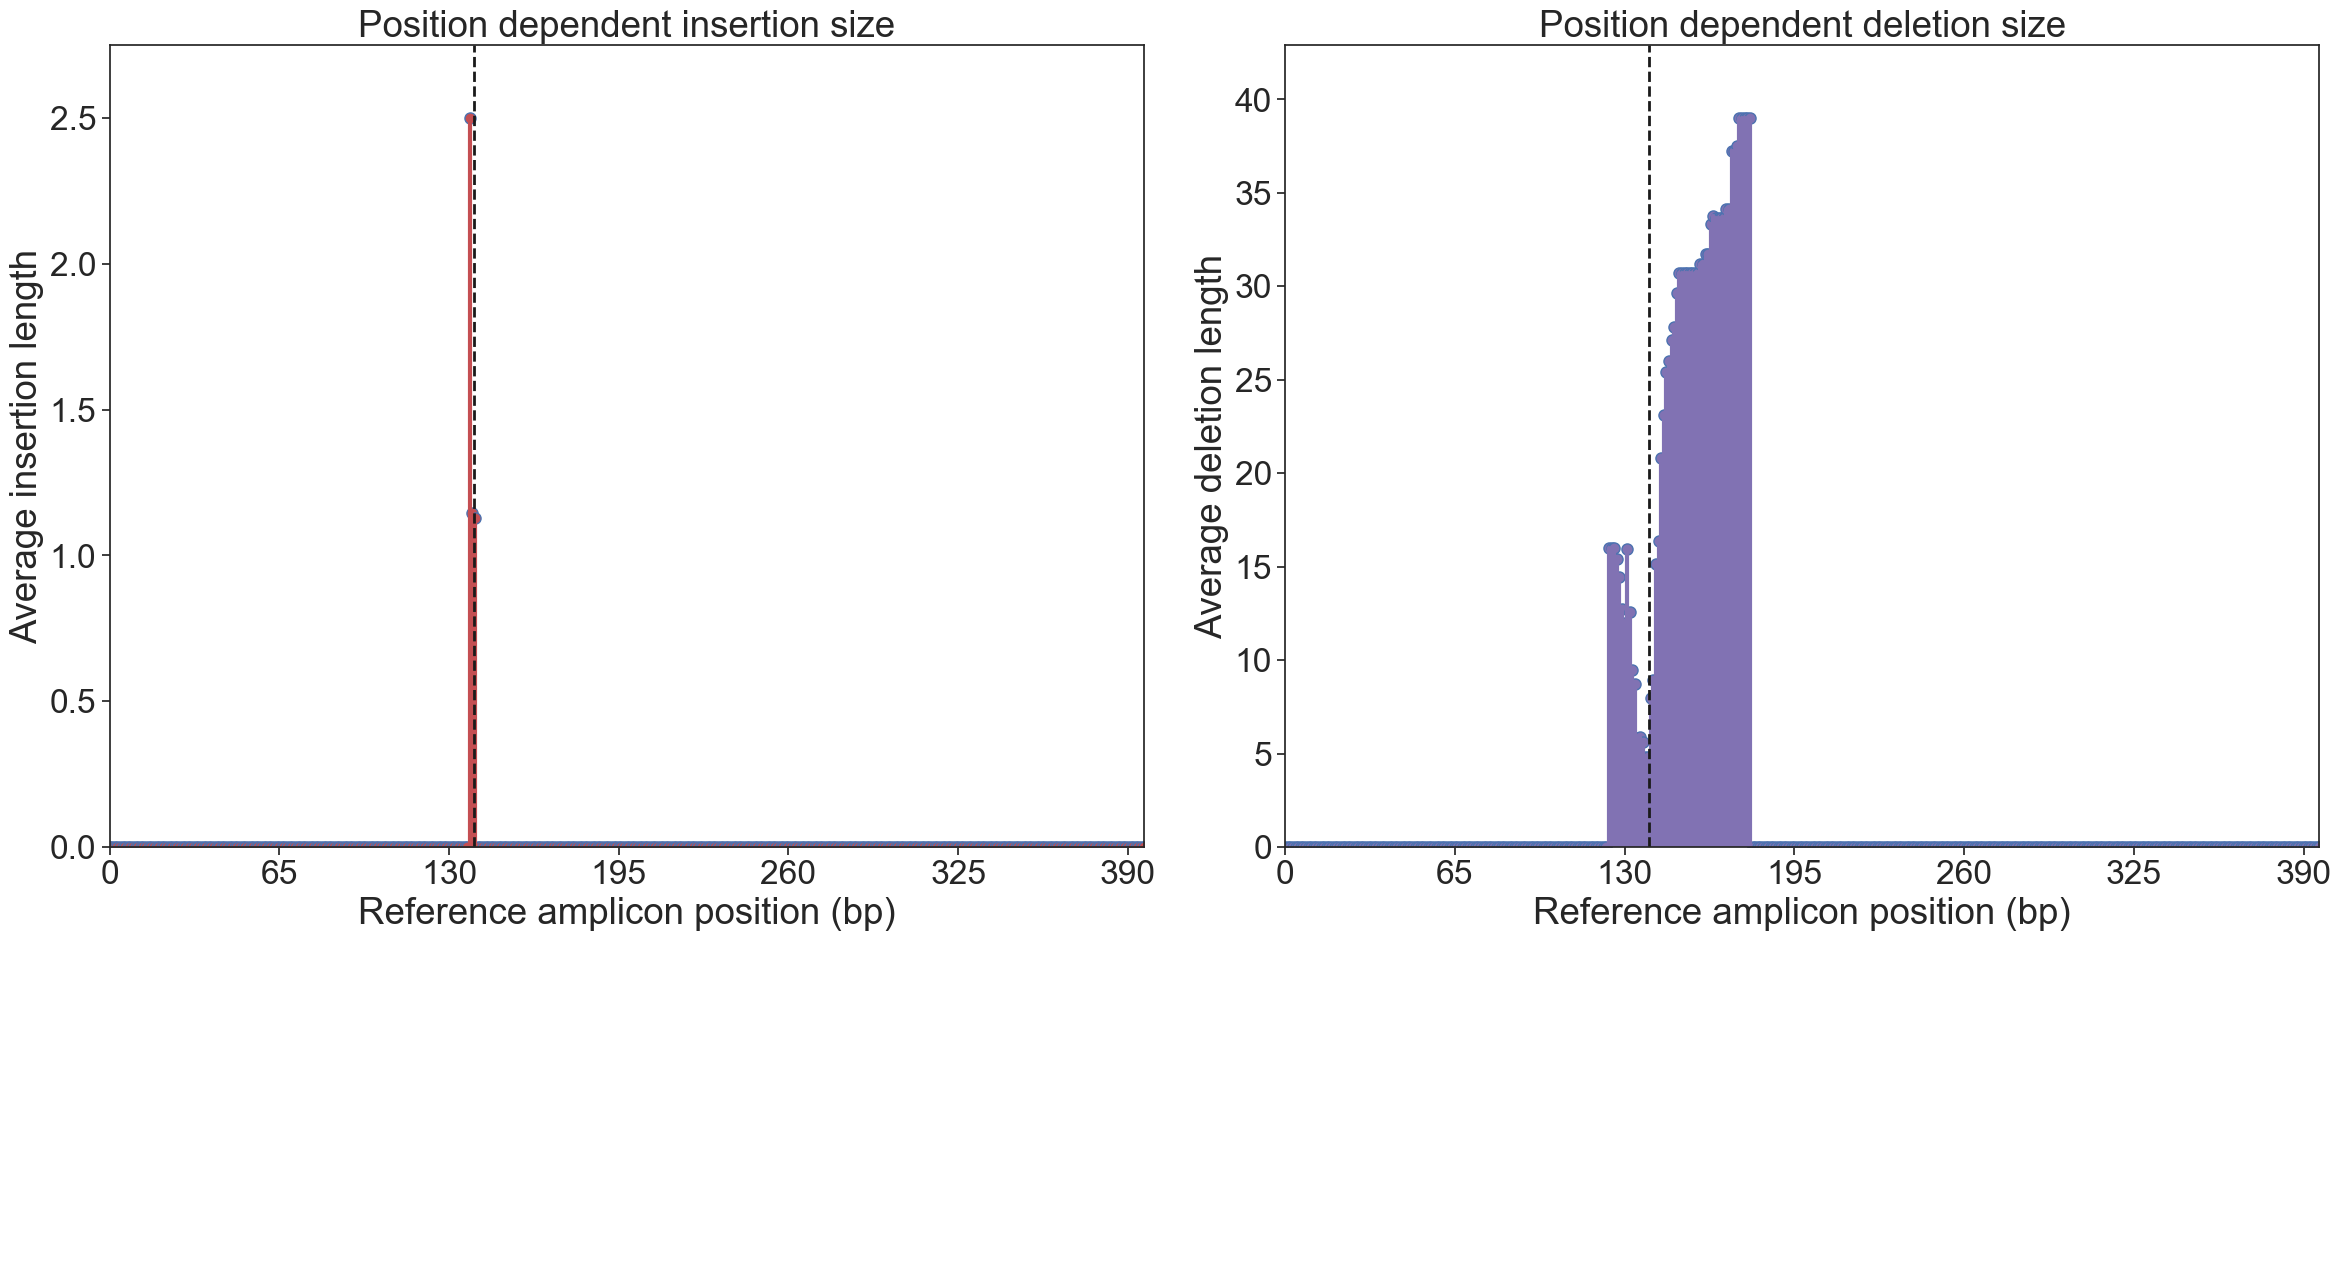 Position dependent insertion size
Average insertion length
2.5
2.0
1.5
1.0
0.5
0.0
0 65 130 195 260 325 390
Reference amplicon position (bp)
Position dependent deletion size
Average deletion length
40
35
30
25
20
15
10
5
0
0 65 130 195 260 325 390
Reference amplicon position (bp)